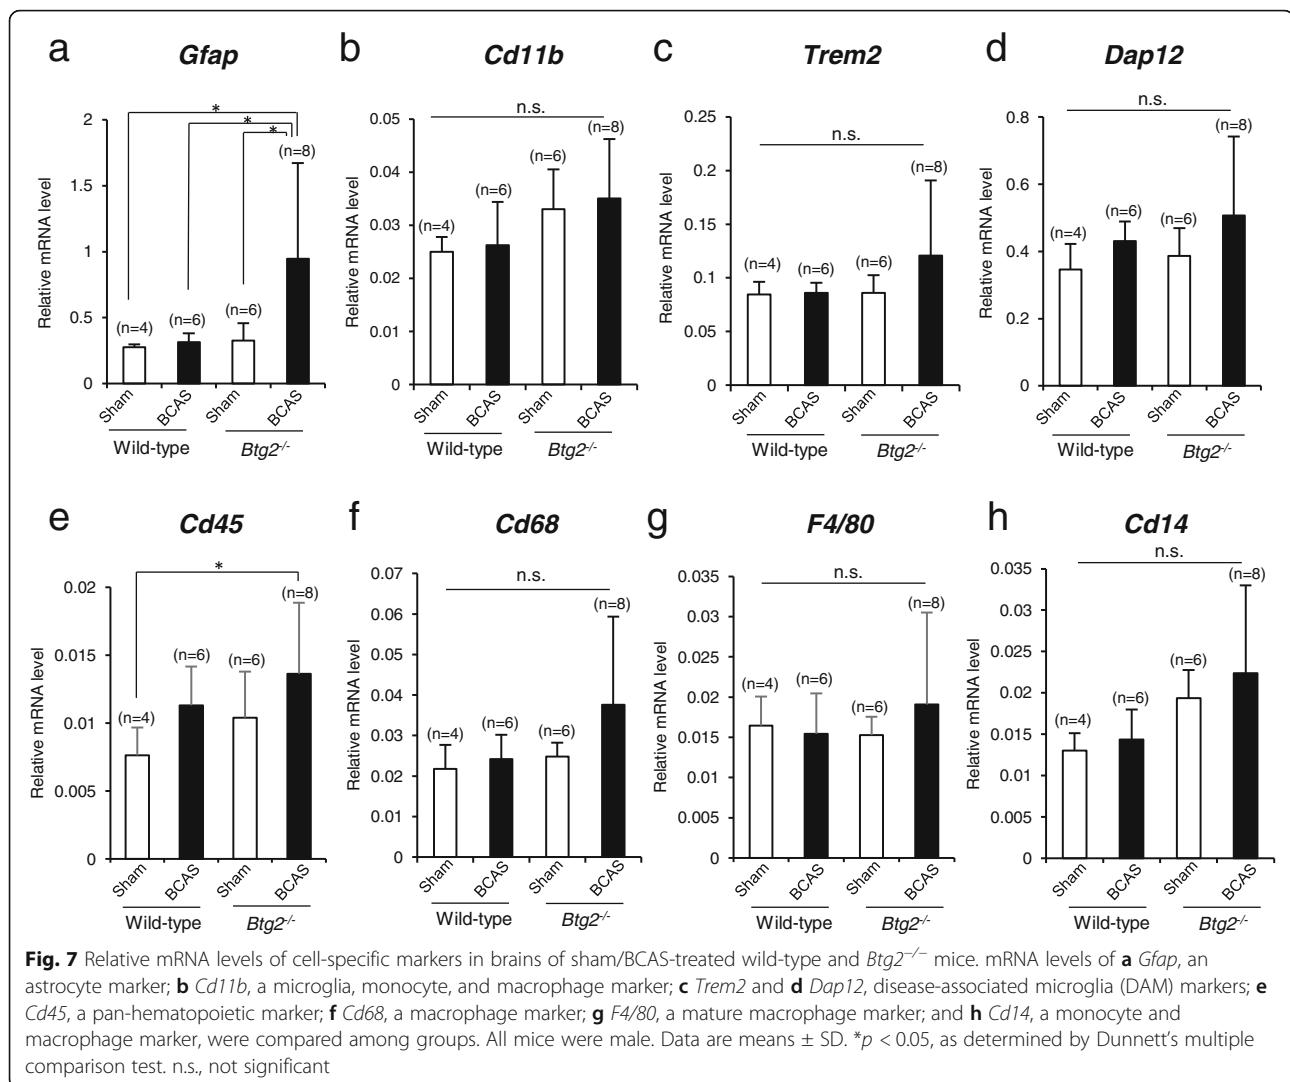 a
Gfap
Relative mRNA level
2
1.5
1
0.5
0
*
*
*
(n=4)
(n=6)
(n=6)
(n=8)
Sham
BCAS
Sham
BCAS
Wild-type
Btg2-/-
b
Cd11b
Relative mRNA level
0.05
0.04
0.03
0.02
0.01
0
n.s.
(n=4)
(n=6)
(n=6)
(n=8)
Sham
BCAS
Sham
BCAS
Wild-type
Btg2-/-
c
Trem2
Relative mRNA level
0.25
0.2
0.15
0.1
0.05
0
n.s.
(n=4)
(n=6)
(n=6)
(n=8)
Sham
BCAS
Sham
BCAS
Wild-type
Btg2-/-
d
Dap12
Relative mRNA level
0.8
0.6
0.4
0.2
0
n.s.
(n=4)
(n=6)
(n=6)
(n=8)
Sham
BCAS
Sham
BCAS
Wild-type
Btg2-/-
e
Cd45
Relative mRNA level
0.02
0.015
0.01
0.005
0
*
(n=4)
(n=6)
(n=6)
(n=8)
Sham
BCAS
Sham
BCAS
Wild-type
Btg2-/-
f
Cd68
Relative mRNA level
0.07
0.06
0.05
0.04
0.03
0.02
0.01
0
n.s.
(n=4)
(n=6)
(n=6)
(n=8)
Sham
BCAS
Sham
BCAS
Wild-type
Btg2-/-
g
F4/80
Relative mRNA level
0.035
0.03
0.025
0.02
0.015
0.01
0.005
0
n.s.
(n=4)
(n=6)
(n=6)
(n=8)
Sham
BCAS
Sham
BCAS
Wild-type
Btg2-/-
h
Cd14
Relative mRNA level
0.035
0.03
0.025
0.02
0.015
0.01
0.005
0
n.s.
(n=4)
(n=6)
(n=6)
(n=8)
Sham
BCAS
Sham
BCAS
Wild-type
Btg2-/-
Fig. 7 Relative mRNA levels of cell-specific markers in brains of sham/BCAS-treated wild-type and Btg2−/− mice. mRNA levels of a Gfap, an
astrocyte marker; b Cd11b, a microglia, monocyte, and macrophage marker; c Trem2 and d Dap12, disease-associated microglia (DAM) markers; e
Cd45, a pan-hematopoietic marker; f Cd68, a macrophage marker; g F4/80, a mature macrophage marker; and h Cd14, a monocyte and
macrophage marker, were compared among groups. All mice were male. Data are means ± SD. *p < 0.05, as determined by Dunnett's multiple
comparison test. n.s., not significant